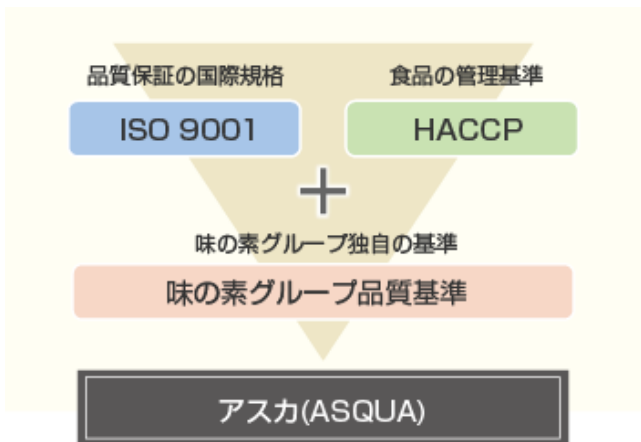 品質保証の国際規格
食品の管理基準
ISO 9001
HACCP
+
味の素グループ独自の基準
味の素グループ品質基準
アスカ(ASQUA)